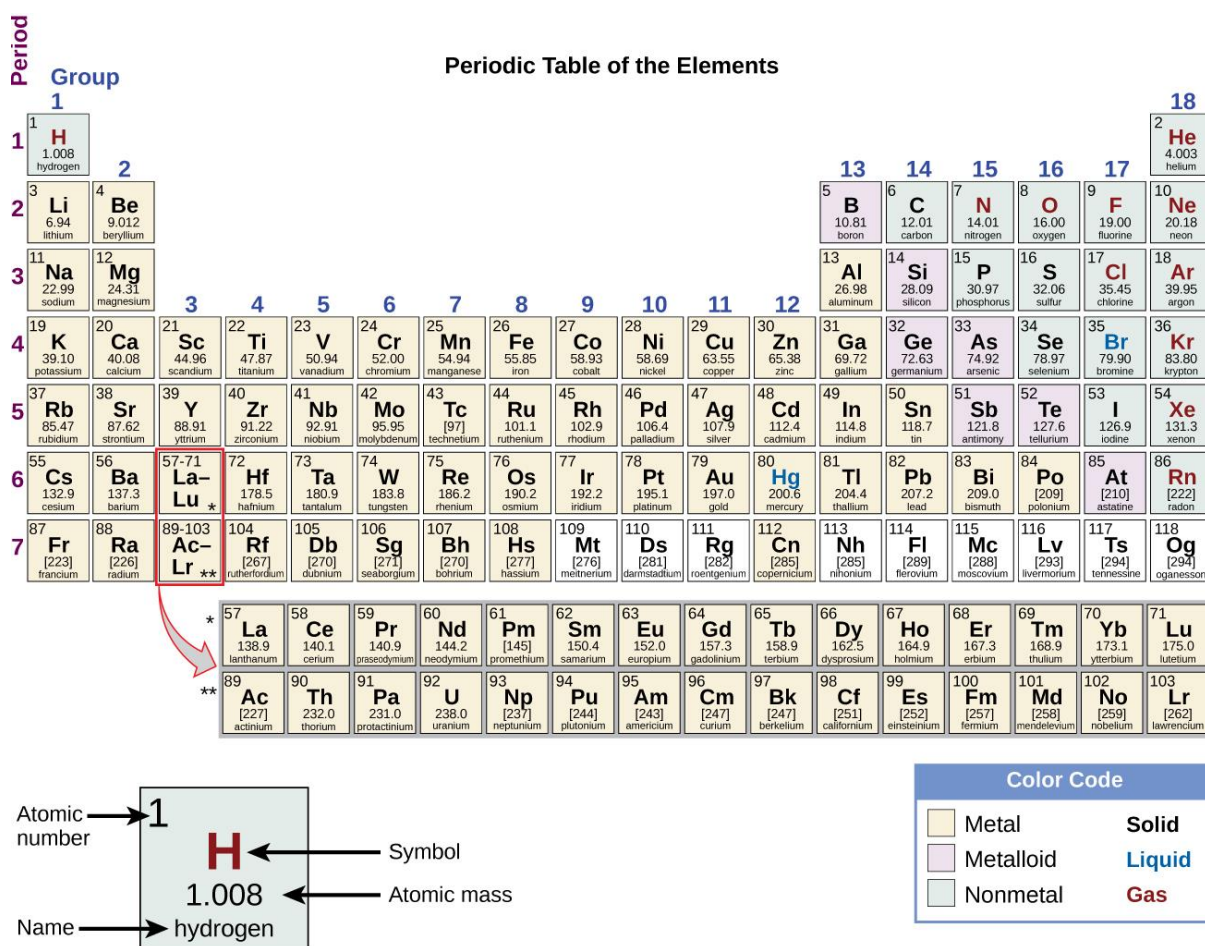 Periodic Table of the Elements
Period
Group
1 18
1 1 H 1.008 hydrogen 2 He 4.003 helium
2 13 14 15 16 17
2 3 Li 6.94 lithium 4 Be 9.012 beryllium 5 B 10.81 boron 6 C 12.01 carbon 7 N 14.01 nitrogen 8 O 16.00 oxygen 9 F 19.00 fluorine 10 Ne 20.18 neon
3 11 Na 22.99 sodium 12 Mg 24.31 magnesium 13 Al 26.98 aluminum 14 Si 28.09 silicon 15 P 30.97 phosphorus 16 S 32.06 sulfur 17 Cl 35.45 chlorine 18 Ar 39.95 argon
3 4 5 6 7 8 9 10 11 12
4 19 K 39.10 potassium 20 Ca 40.08 calcium 21 Sc 44.96 scandium 22 Ti 47.87 titanium 23 V 50.94 vanadium 24 Cr 52.00 chromium 25 Mn 54.94 manganese 26 Fe 55.85 iron 27 Co 58.93 cobalt 28 Ni 58.69 nickel 29 Cu 63.55 copper 30 Zn 65.38 zinc 31 Ga 69.72 gallium 32 Ge 72.63 germanium 33 As 74.92 arsenic 34 Se 78.97 selenium 35 Br 79.90 bromine 36 Kr 83.80 krypton
5 37 Rb 85.47 rubidium 38 Sr 87.62 strontium 39 Y 88.91 yttrium 40 Zr 91.22 zirconium 41 Nb 92.91 niobium 42 Mo 95.95 molybdenum 43 Tc [97] technetium 44 Ru 101.1 ruthenium 45 Rh 102.9 rhodium 46 Pd 106.4 palladium 47 Ag 107.9 silver 48 Cd 112.4 cadmium 49 In 114.8 indium 50 Sn 118.7 tin 51 Sb 121.8 antimony 52 Te 127.6 tellurium 53 I 126.9 iodine 54 Xe 131.3 xenon
6 55 Cs 132.9 cesium 56 Ba 137.3 barium 57-71 La– Lu * 72 Hf 178.5 hafnium 73 Ta 180.9 tantalum 74 W 183.8 tungsten 75 Re 186.2 rhenium 76 Os 190.2 osmium 77 Ir 192.2 iridium 78 Pt 195.1 platinum 79 Au 197.0 gold 80 Hg 200.6 mercury 81 Tl 204.4 thallium 82 Pb 207.2 lead 83 Bi 209.0 bismuth 84 Po [209] polonium 85 At [210] astatine 86 Rn [222] radon
7 87 Fr [223] francium 88 Ra [226] radium 89-103 Ac– Lr ** 104 Rf [267] rutherfordium 105 Db [270] dubnium 106 Sg [271] seaborgium 107 Bh [270] bohrium 108 Hs [277] hassium 109 Mt [276] meitnerium 110 Ds [281] darmstadtium 111 Rg [282] roentgenium 112 Cn [285] copernicium 113 Nh [285] nihonium 114 Fl [289] flerovium 115 Mc [288] moscovium 116 Lv [293] livermorium 117 Ts [294] tennessine 118 Og [294] oganesson
* 57 La 138.9 lanthanum 58 Ce 140.1 cerium 59 Pr 140.9 praseodymium 60 Nd 144.2 neodymium 61 Pm [145] promethium 62 Sm 150.4 samarium 63 Eu 152.0 europium 64 Gd 157.3 gadolinium 65 Tb 158.9 terbium 66 Dy 162.5 dysprosium 67 Ho 164.9 holmium 68 Er 167.3 erbium 69 Tm 168.9 thulium 70 Yb 173.1 ytterbium 71 Lu 175.0 lutetium
** 89 Ac [227] actinium 90 Th 232.0 thorium 91 Pa 231.0 protactinium 92 U 238.0 uranium 93 Np [237] neptunium 94 Pu [244] plutonium 95 Am [243] americium 96 Cm [247] curium 97 Bk [247] berkelium 98 Cf [251] californium 99 Es [252] einsteinium 100 Fm [257] fermium 101 Md [258] mendelevium 102 No [259] nobelium 103 Lr [262] lawrencium
Atomic number
1
H
Symbol
1.008
Atomic mass
Name
hydrogen
Color Code
Metal Solid
Metalloid Liquid
Nonmetal Gas